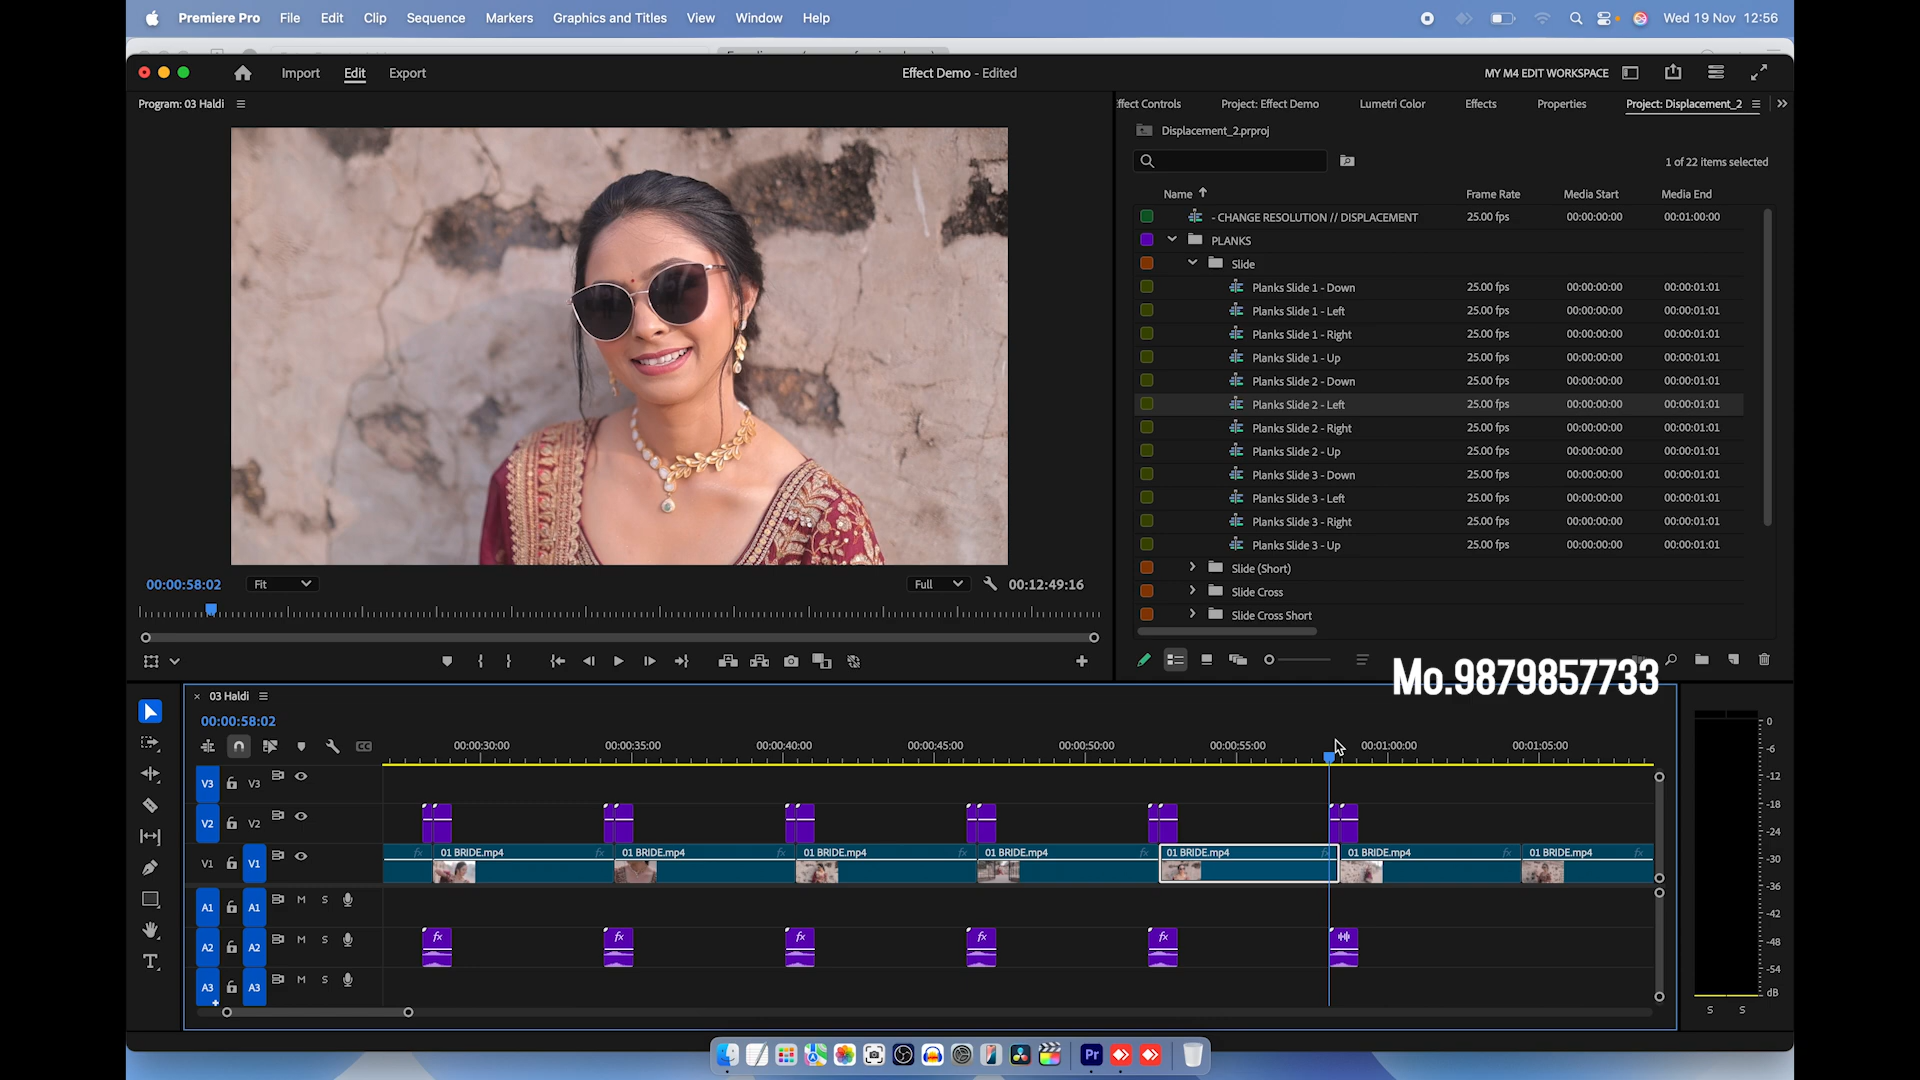 Premiere Pro File Edit Clip Sequence Markers Graphics and Titles View Window Help Wed 19 Nov 12:56
Import Edit Export Effect Demo - Edited MY M4 EDIT WORKSPACE
Program: 03 Haldi
ffect Controls Project: Effect Demo Lumetri Color Effects Properties Project: Displacement_2
Displacement_2.prproj
1 of 22 items selected
Name Frame Rate Media Start Media End
- CHANGE RESOLUTION // DISPLACEMENT 25.00 fps 00:00:00:00 00:01:00:00
PLANKS
Slide
Planks Slide 1 - Down 25.00 fps 00:00:00:00 00:00:01:01
Planks Slide 1 - Left 25.00 fps 00:00:00:00 00:00:01:01
Planks Slide 1 - Right 25.00 fps 00:00:00:00 00:00:01:01
Planks Slide 1 - Up 25.00 fps 00:00:00:00 00:00:01:01
Planks Slide 2 - Down 25.00 fps 00:00:00:00 00:00:01:01
Planks Slide 2 - Left 25.00 fps 00:00:00:00 00:00:01:01
Planks Slide 2 - Right 25.00 fps 00:00:00:00 00:00:01:01
Planks Slide 2 - Up 25.00 fps 00:00:00:00 00:00:01:01
Planks Slide 3 - Down 25.00 fps 00:00:00:00 00:00:01:01
Planks Slide 3 - Left 25.00 fps 00:00:00:00 00:00:01:01
Planks Slide 3 - Right 25.00 fps 00:00:00:00 00:00:01:01
Planks Slide 3 - Up 25.00 fps 00:00:00:00 00:00:01:01
Slide (Short)
Slide Cross
Slide Cross Short
00:00:58:02 Fit Full 00:12:49:16
Mo.9879857733
03 Haldi
00:00:58:02
CC
00:00:30:00 00:00:35:00 00:00:40:00 00:00:45:00 00:00:50:00 00:00:55:00 00:01:00:00 00:01:05:00
V3 V3
V2 V2
V1 V1
fx 01 BRIDE.mp4 fx 01 BRIDE.mp4 fx 01 BRIDE.mp4 fx 01 BRIDE.mp4 fx 01 BRIDE.mp4 fx 01 BRIDE.mp4 fx 01 BRIDE.mp4 fx
A1 A1 M S
A2 A2 M S fx fx fx fx fx
A3 A3 M S
0
-6
-12
-18
-24
-30
-36
-42
-48
-54
dB
S S
Pr